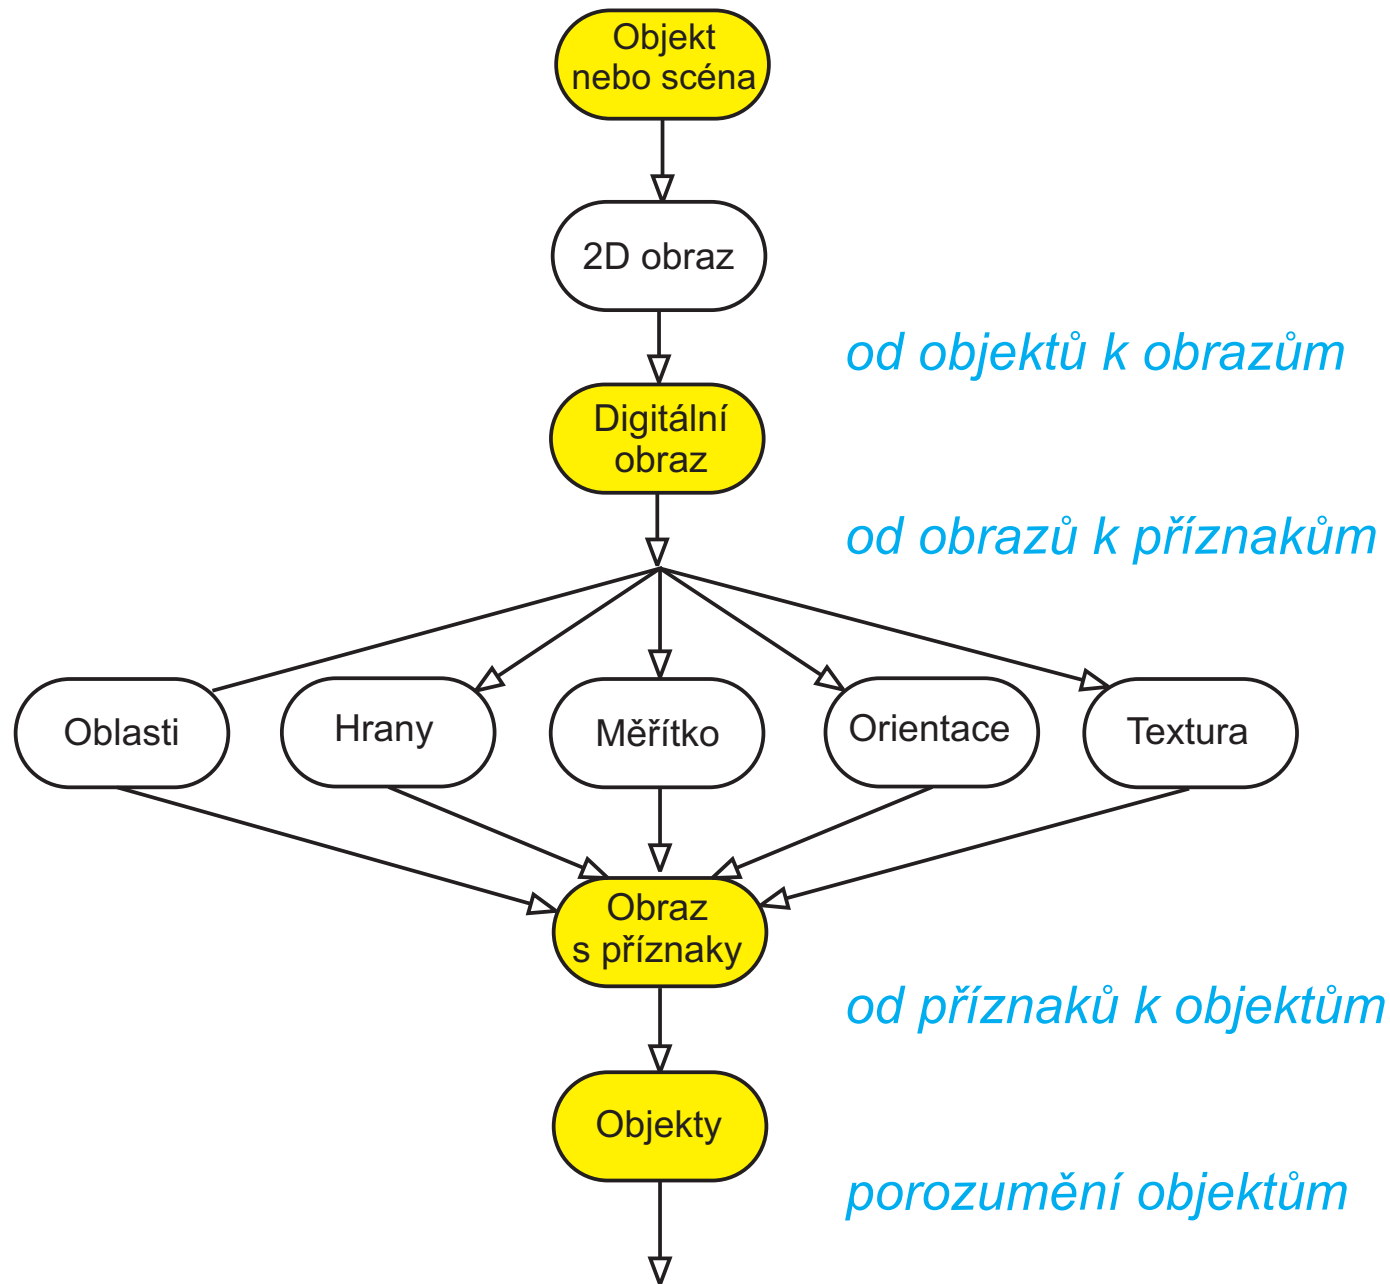 Objekt
nebo scéna
2D obraz
od objektů k obrazům
Digitální
obraz
od obrazů k příznakům
Oblasti
Hrany
Měřítko
Orientace
Textura
Obraz
s příznaky
od příznaků k objektům
Objekty
porozumění objektům